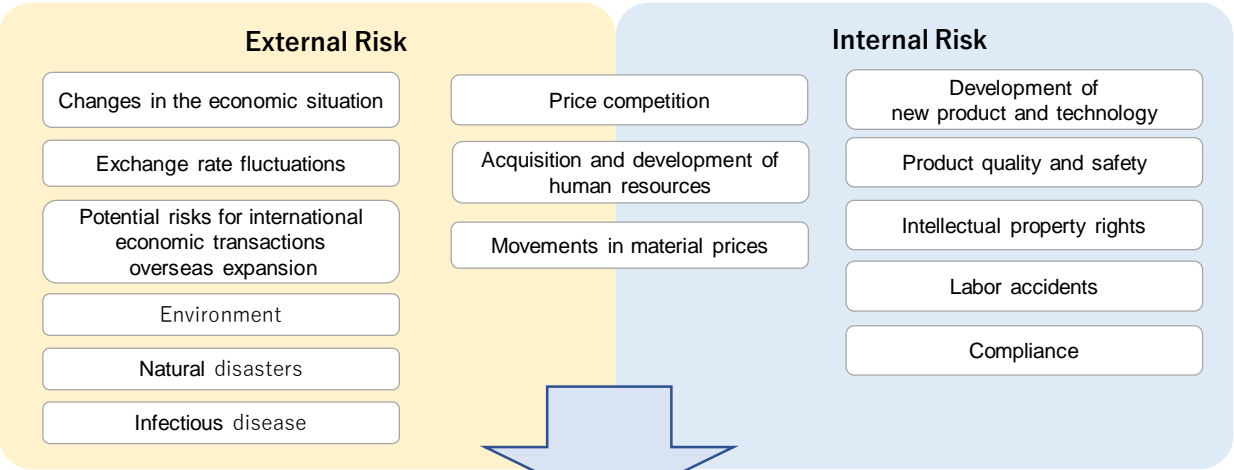 External Risk
Changes in the economic situation
Exchange rate fluctuations
Potential risks for international
economic transactions
overseas expansion
Environment
Natural disasters
Infectious disease
Price competition
Acquisition and development of
human resources
Movements in material prices
Internal Risk
Development of
new product and technology
Product quality and safety
Intellectual property rights
Labor accidents
Compliance